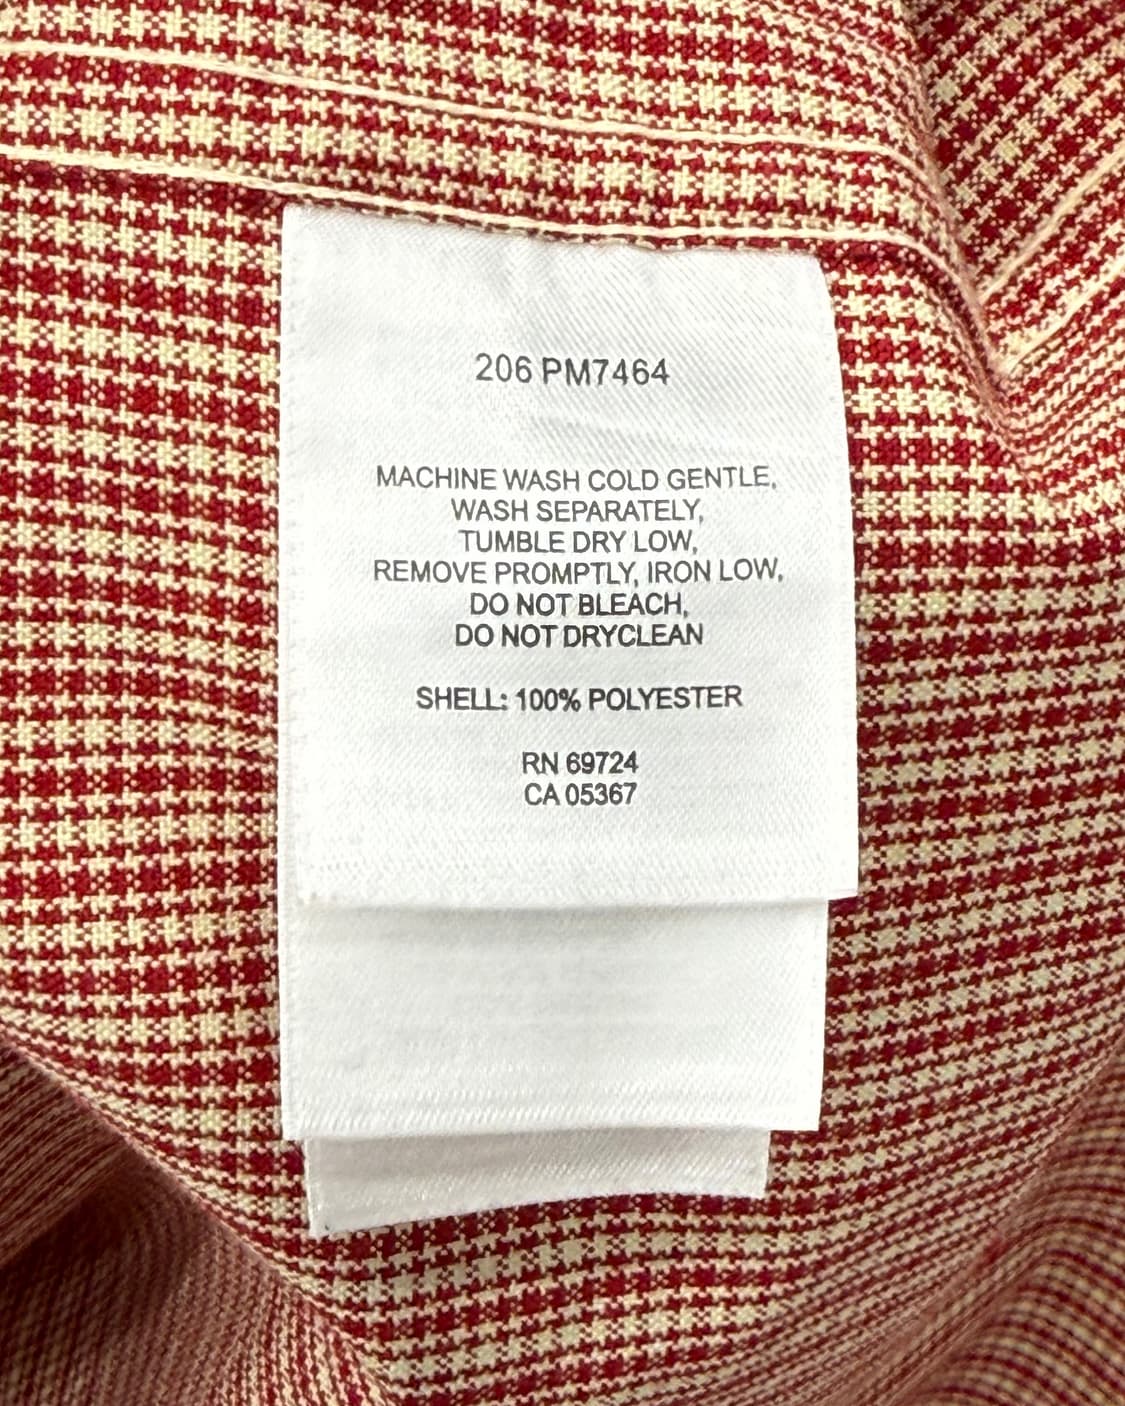 206 PM7464
MACHINE WASH COLD GENTLE,
WASH SEPARATELY,
TUMBLE DRY LOW,
REMOVE PROMPTLY, IRON LOW,
DO NOT BLEACH,
DO NOT DRYCLEAN
SHELL: 100% POLYESTER
RN 69724
CA 05367